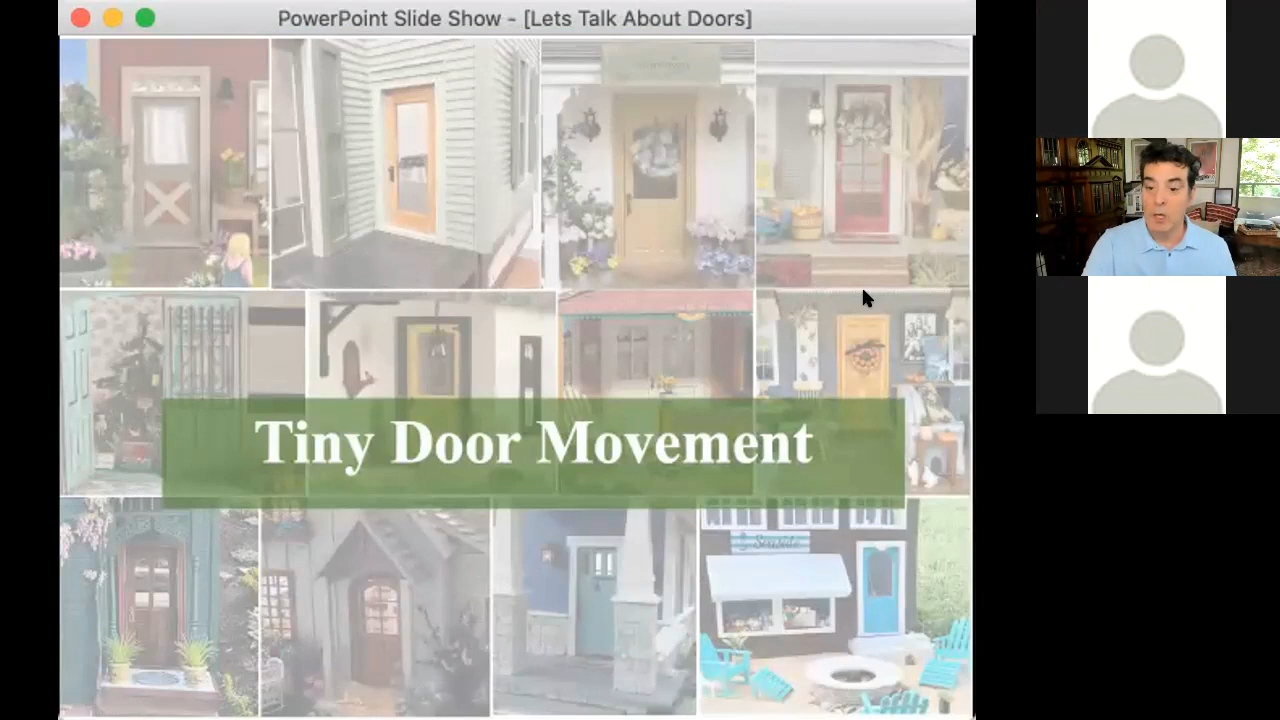 PowerPoint Slide Show - [Lets Talk About Doors]
Tiny Door Movement
Seaside